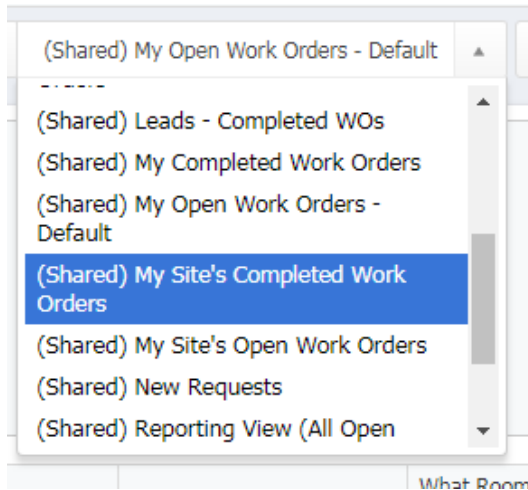 (Shared) My Open Work Orders - Default
(Shared) Leads - Completed WOs
(Shared) My Completed Work Orders
(Shared) My Open Work Orders -
Default
(Shared) My Site's Completed Work
Orders
(Shared) My Site's Open Work Orders
(Shared) New Requests
(Shared) Reporting View (All Open
What Room